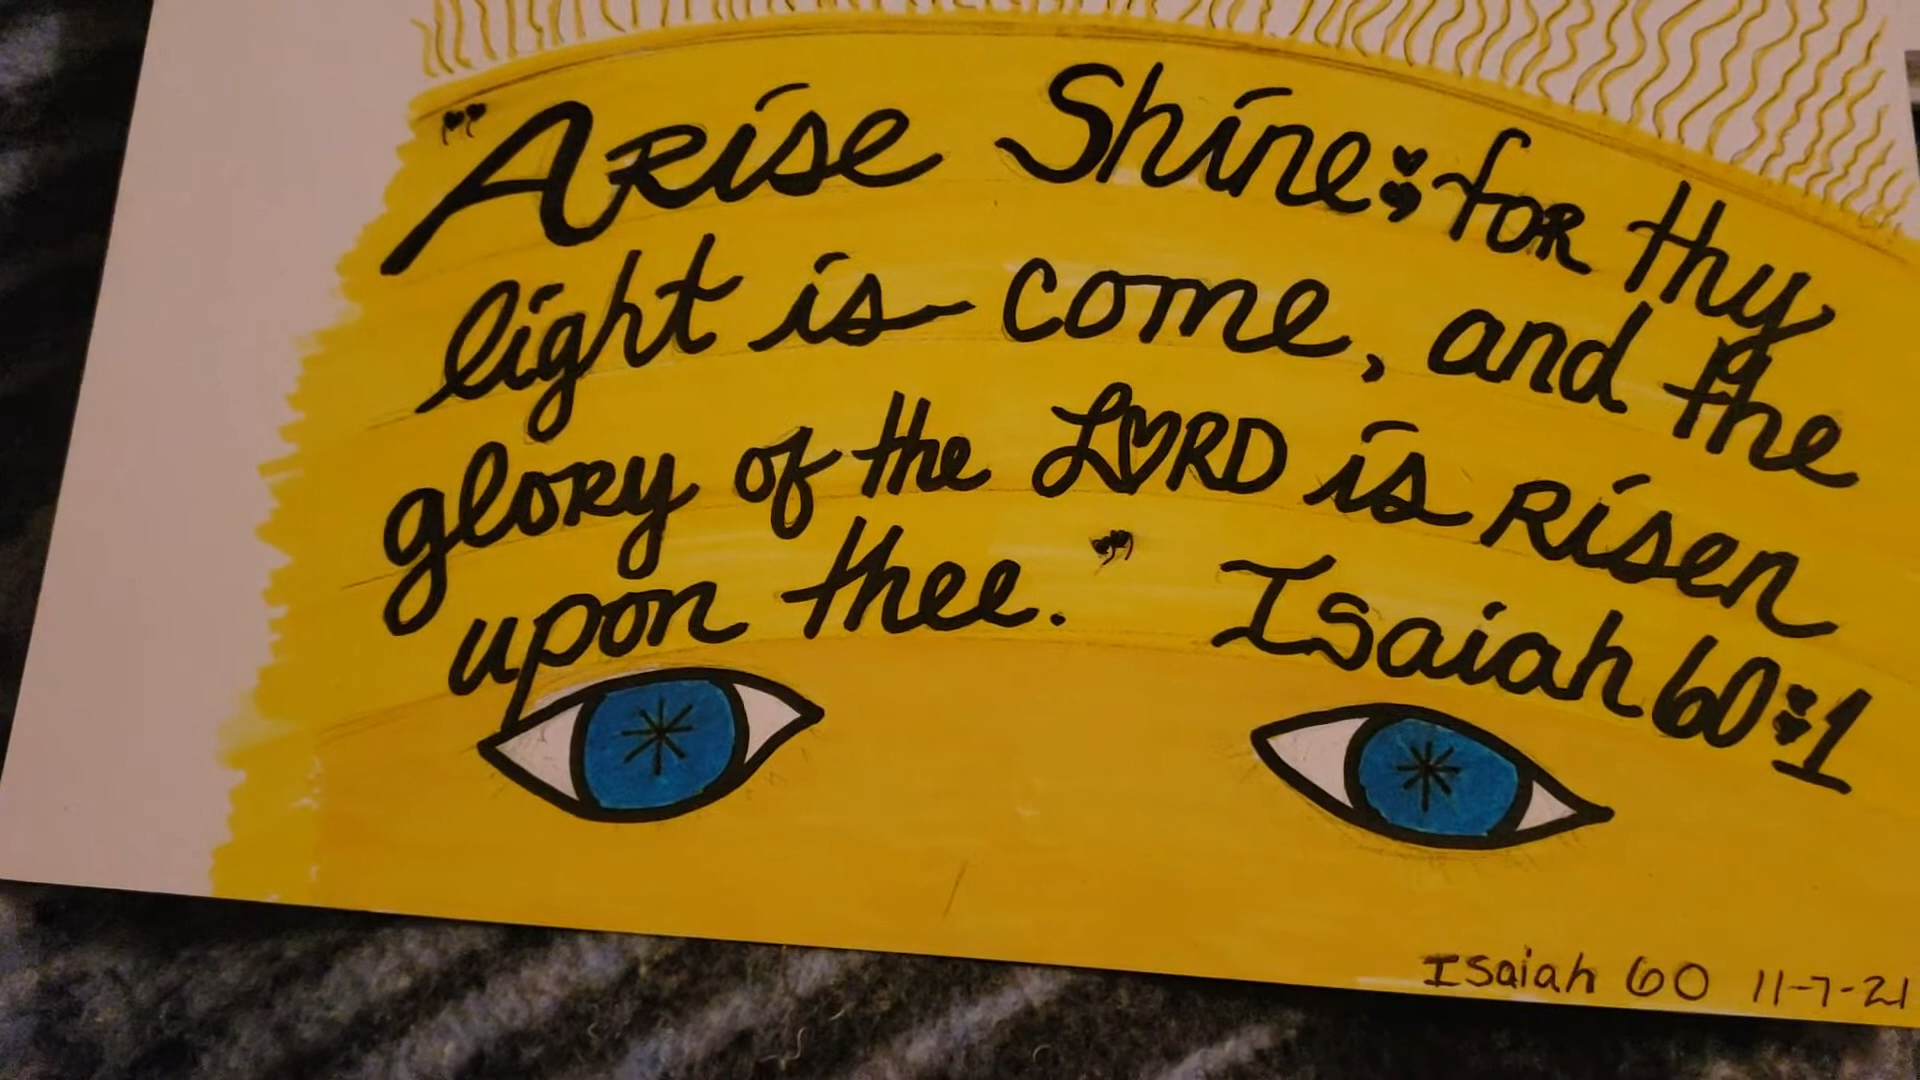 "Arise Shine; for thy
light is come, and the
glory of the LORD is risen
upon thee." Isaiah 60:1
Isaiah 60 11-7-21